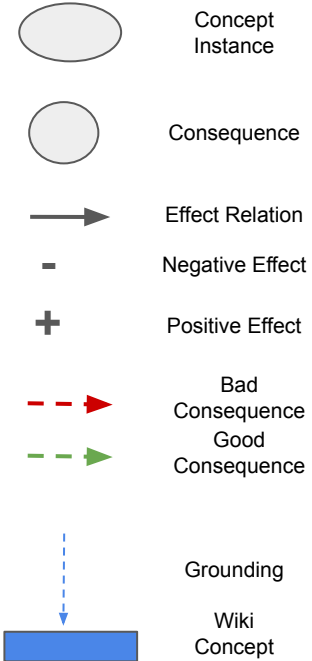 Concept
Instance
Consequence
Effect Relation
- Negative Effect
+ Positive Effect
Bad
Consequence
Good
Consequence
Grounding
Wiki
Concept